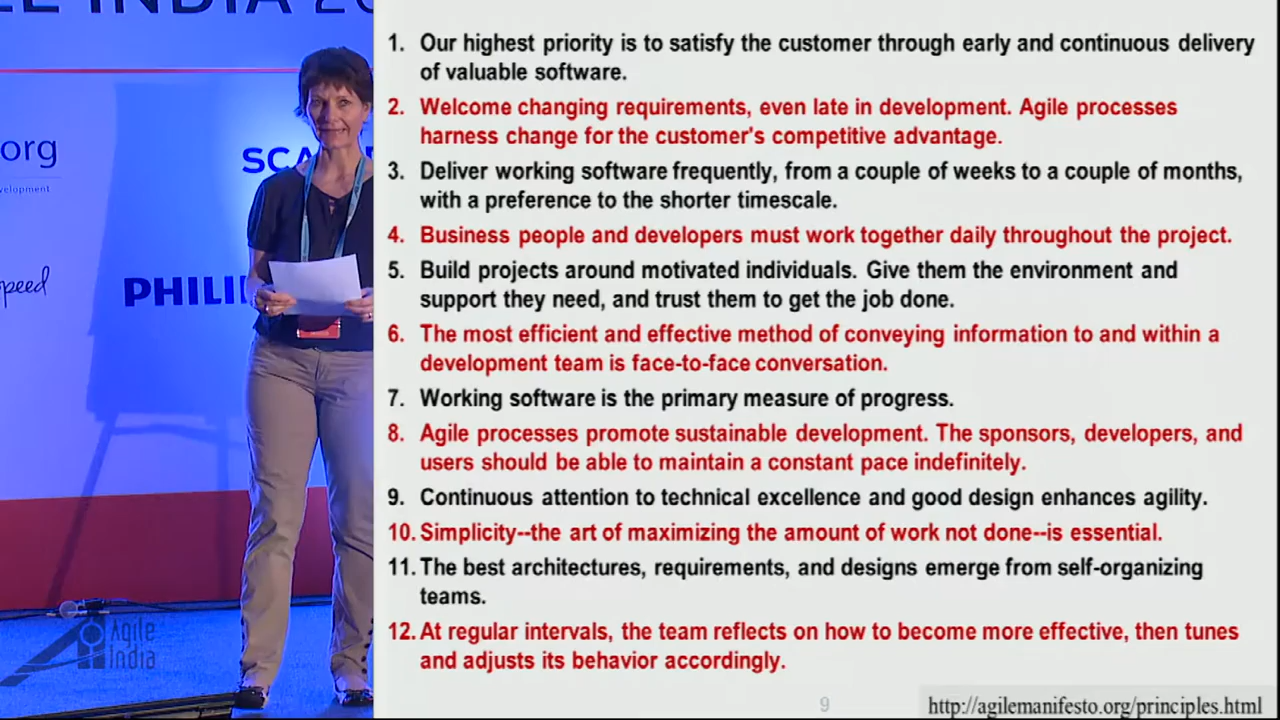 LE INDIA 20
org
development
SCA
peed
PHILI
Agile
India
1. Our highest priority is to satisfy the customer through early and continuous delivery
of valuable software.
2. Welcome changing requirements, even late in development. Agile processes
harness change for the customer's competitive advantage.
3. Deliver working software frequently, from a couple of weeks to a couple of months,
with a preference to the shorter timescale.
4. Business people and developers must work together daily throughout the project.
5. Build projects around motivated individuals. Give them the environment and
support they need, and trust them to get the job done.
6. The most efficient and effective method of conveying information to and within a
development team is face-to-face conversation.
7. Working software is the primary measure of progress.
8. Agile processes promote sustainable development. The sponsors, developers, and
users should be able to maintain a constant pace indefinitely.
9. Continuous attention to technical excellence and good design enhances agility.
10. Simplicity--the art of maximizing the amount of work not done--is essential.
11. The best architectures, requirements, and designs emerge from self-organizing
teams.
12. At regular intervals, the team reflects on how to become more effective, then tunes
and adjusts its behavior accordingly.
9
http://agilemanifesto.org/principles.html